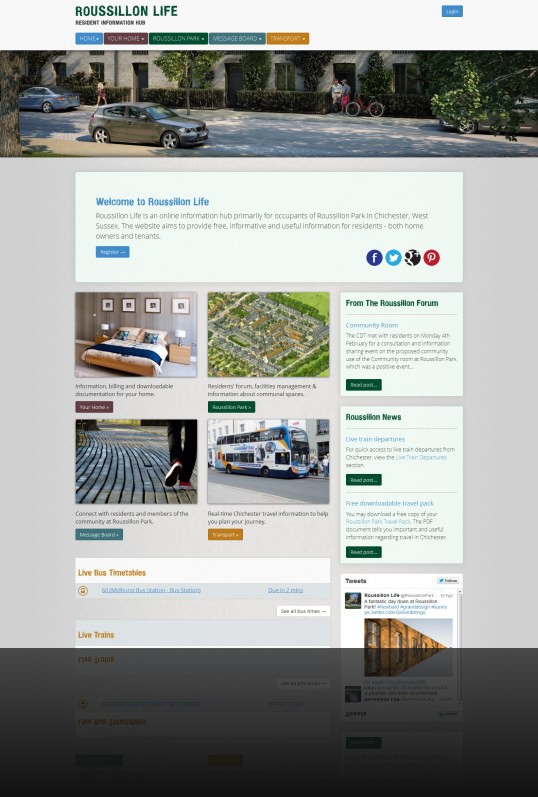 ROUSSILLON LIFE
RESIDENT INFORMATION HUB
Login
HOME
YOUR HOME
ROUSSILLON PARK
MESSAGE BOARD
TRANSPORT
Welcome to Roussillon Life
Roussillon Life is an online information hub primarily for occupants of Roussillon Park in Chichester, West
Sussex. The website aims to provide free, informative and useful information for residents - both home
owners and tenants.
Register →
Information, billing and downloadable
documentation for your home.
Your Home »
Residents' forum, facilities management &
information about communal spaces.
Roussillon Park »
Connect with residents and members of the
community at Roussillon Park.
Message Board »
Real-time Chichester travel information to help
you plan your journey.
Transport »
Live Bus Timetables
60 (Midhurst Bus Station - Bus Station)
Due in 2 mins
See all bus times →
Live Trains
From The Roussillon Forum
Community Room
The CDT met with residents on Monday 4th
February for a consultation and information
sharing event on the proposed community
use of the Community room at Roussillon Park
which was a positive event...
Read post...
Roussillon News
Live train departures
For quick access to live train departures from
Chichester, view the Live Train Departures
section.
Read post...
Free downloadable travel pack
You may download a free copy of your
Roussillon Park Travel Pack. The PDF
document tells you important and useful
information regarding travel in Chichester.
Read post...
Tweets
Follow
Roussillon Life
A fantastic day down at Roussillon
Park! #Newbuild #granddesign #sunny